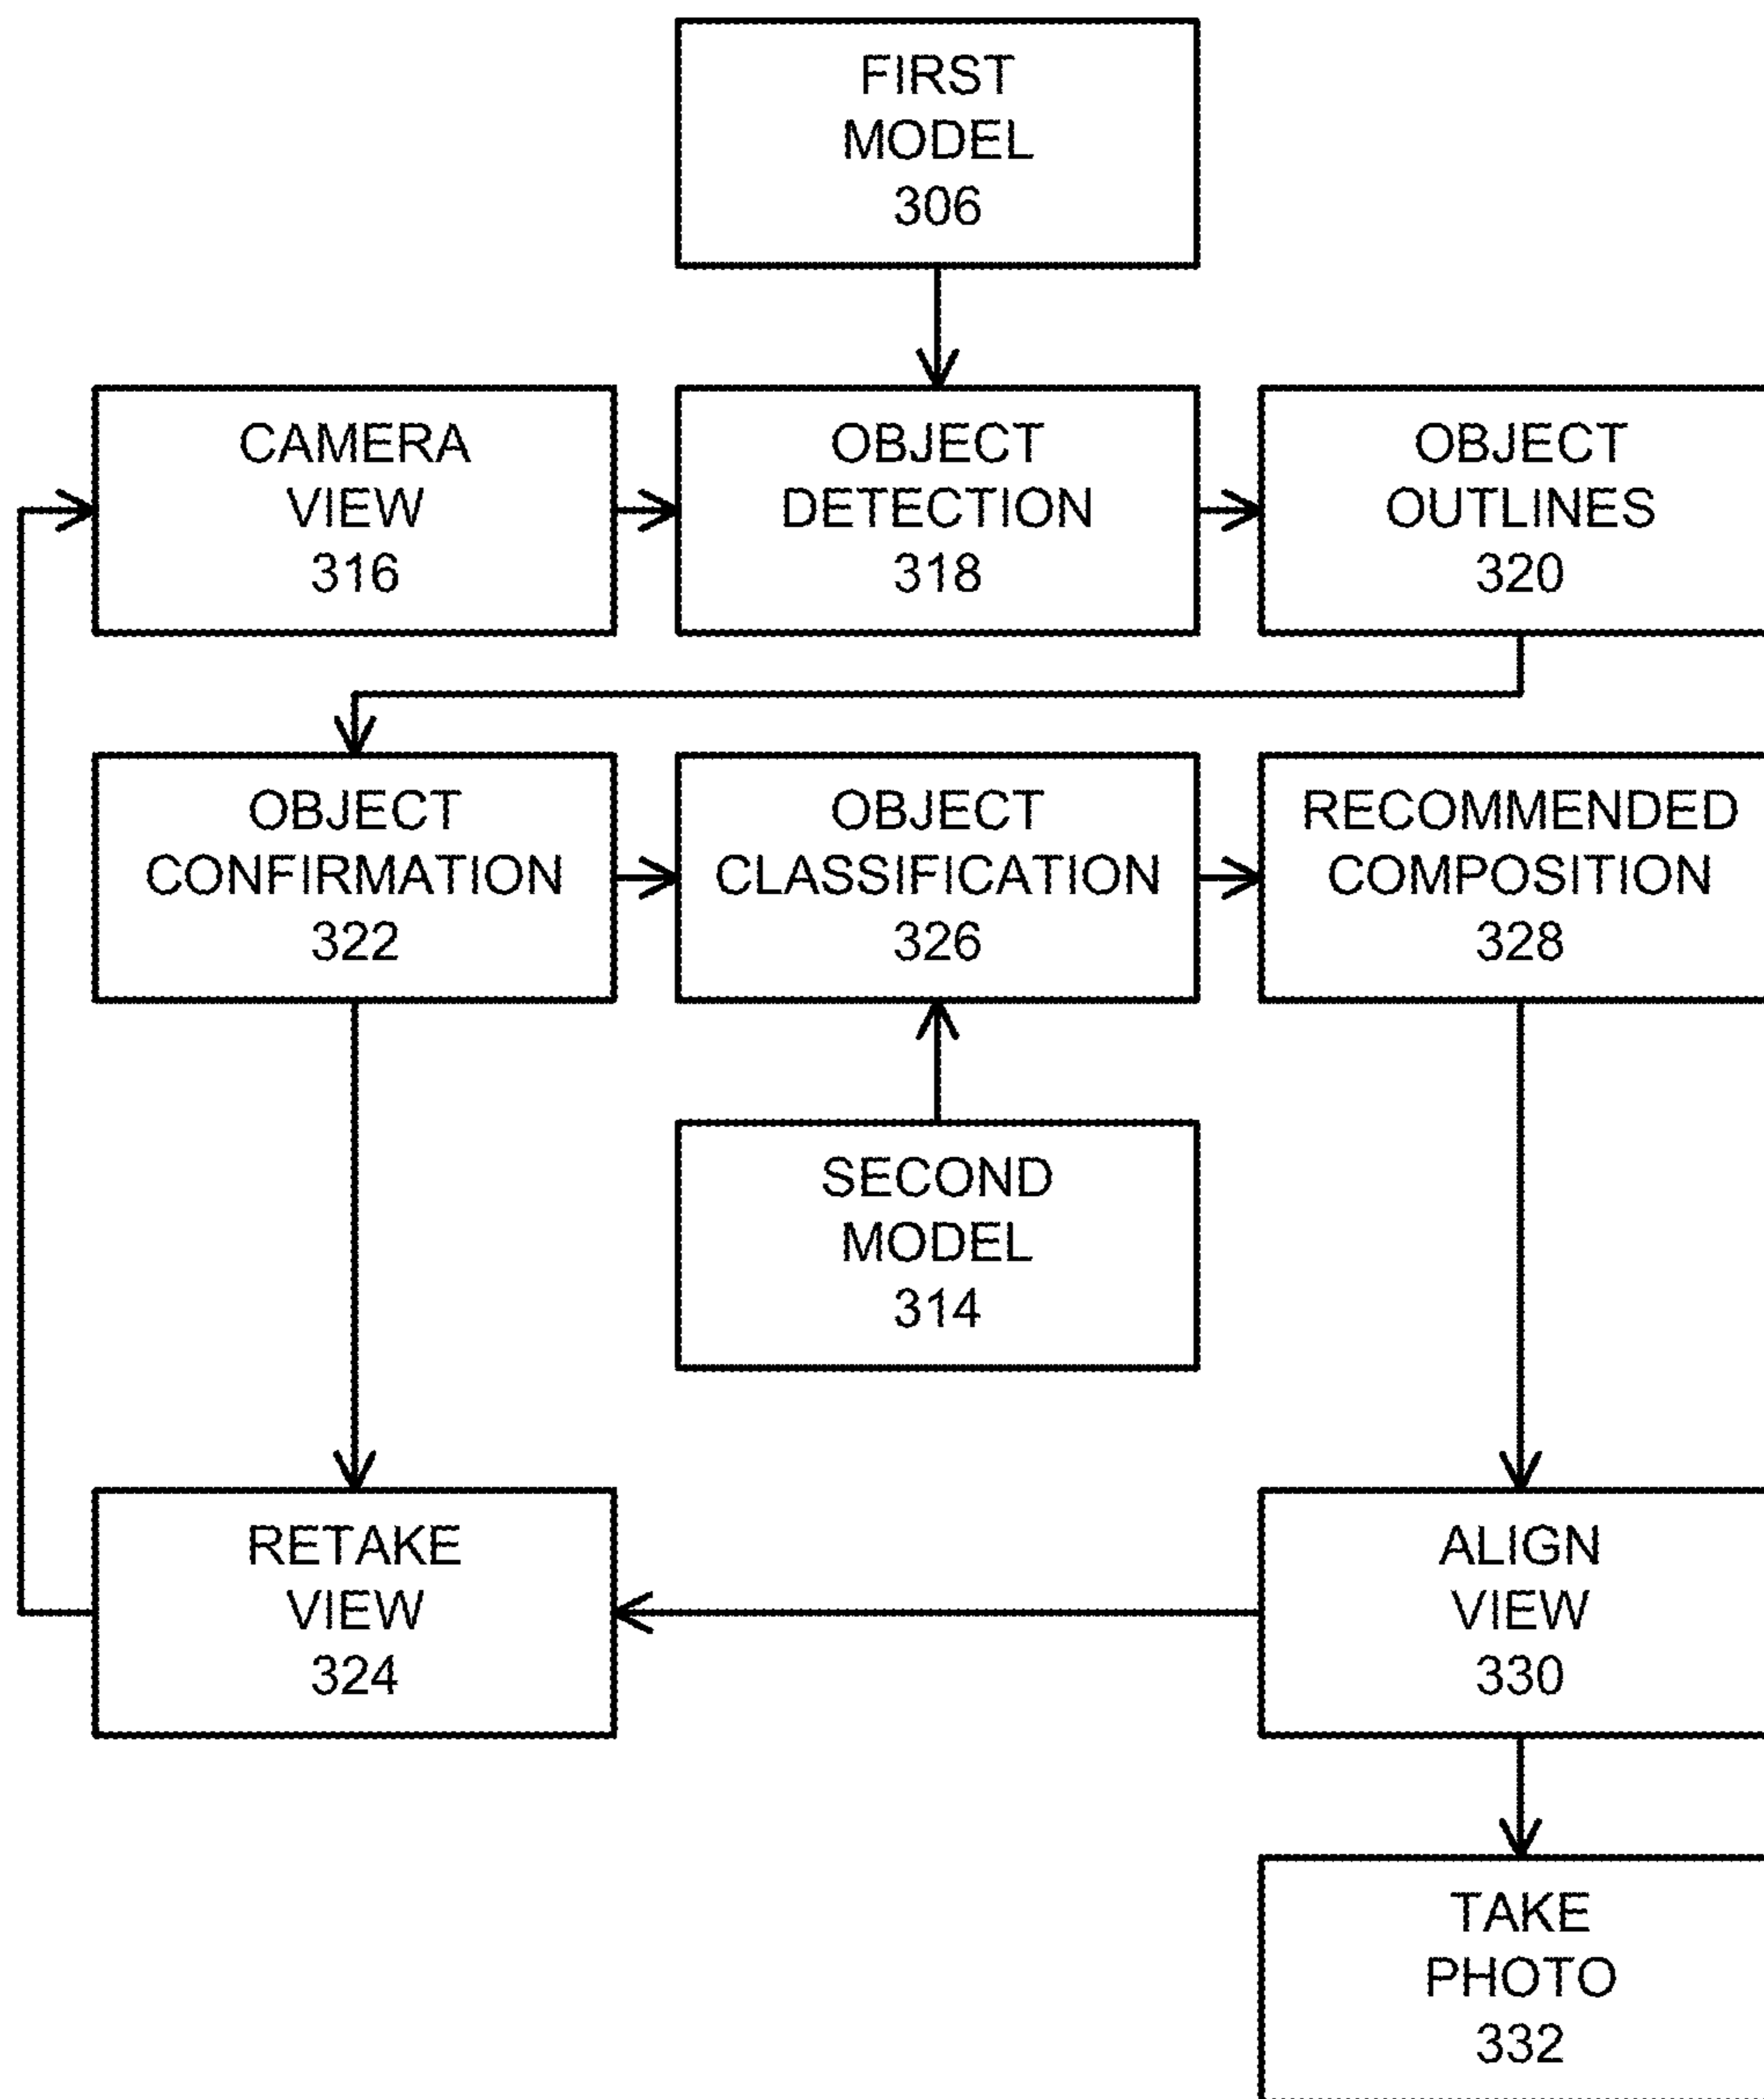 FIRST
MODEL
306
CAMERA
VIEW
316
OBJECT
DETECTION
318
OBJECT
OUTLINES
320
OBJECT
CONFIRMATION
322
OBJECT
CLASSIFICATION
326
RECOMMENDED
COMPOSITION
328
SECOND
MODEL
314
RETAKE
VIEW
324
ALIGN
VIEW
330
TAKE
PHOTO
332